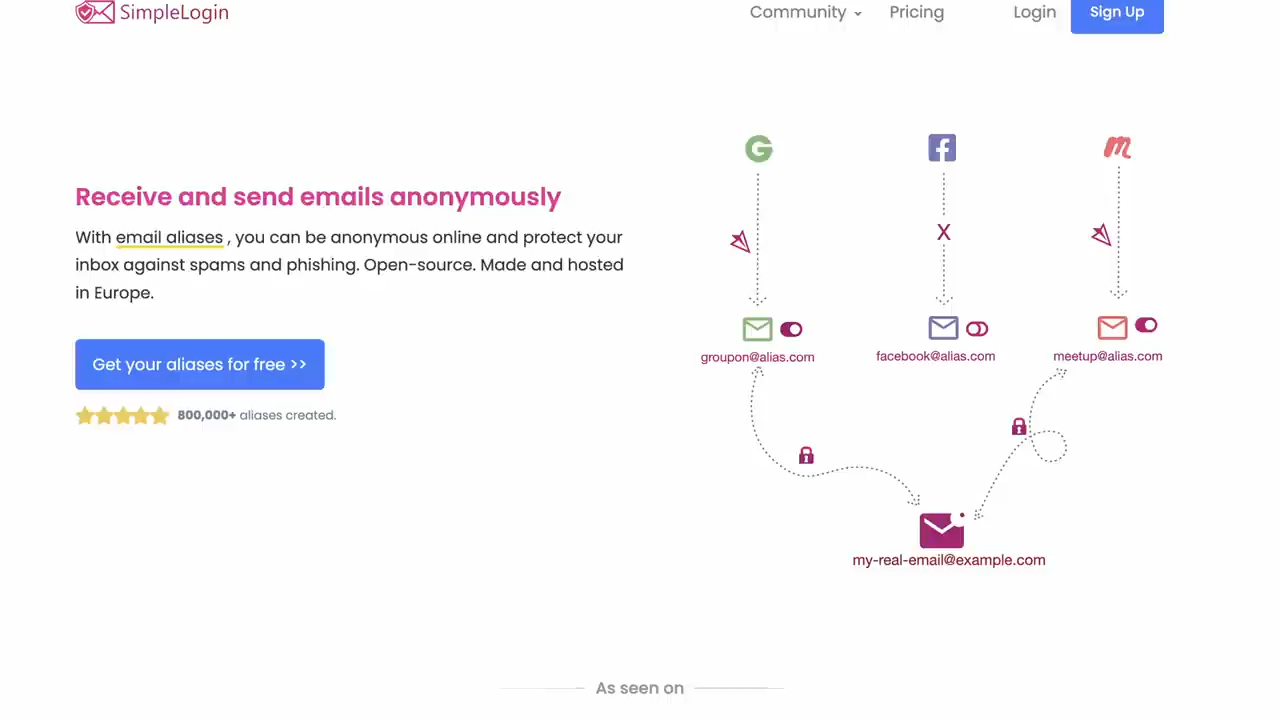 SimpleLogin
Community
Pricing
Login
Sign Up
Receive and send emails anonymously
With email aliases , you can be anonymous online and protect your
inbox against spams and phishing. Open-source. Made and hosted
in Europe.
Get your aliases for free >>
800,000+ aliases created.
G
f
m
X
groupon@alias.com
facebook@alias.com
meetup@alias.com
my-real-email@example.com
As seen on